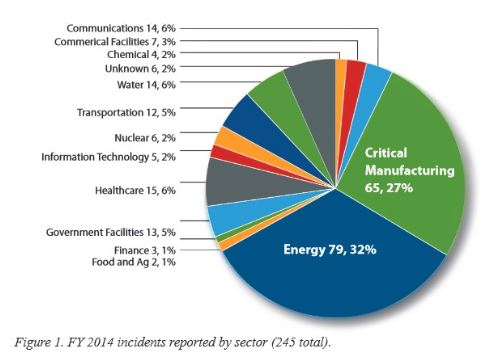 Communications 14, 6%
Commerical Facilities 7, 3%
Chemical 4, 2%
Unknown 6, 2%
Water 14, 6%
Transportation 12, 5%
Nuclear 6, 2%
Information Technology 5, 2%
Healthcare 15, 6%
Government Facilities 13, 5%
Finance 3, 1%
Food and Ag 2, 1%
Critical
Manufacturing
65, 27%
Energy 79, 32%
Figure 1. FY 2014 incidents reported by sector (245 total).